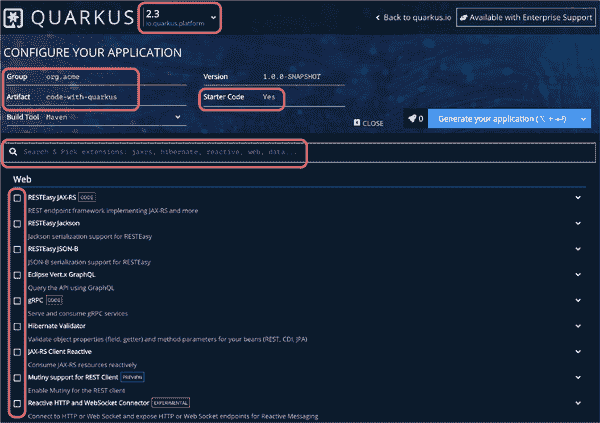 QUARKUS
2.3
io.quarkus.platform
Back to quarkus.io
Available with Enterprise Support
CONFIGURE YOUR APPLICATION
Group org.acme
Version 1.0.0-SNAPSHOT
Artifact code-with-quarkus
Starter Code Yes
Build Tool Maven
CLOSE
0
Generate your application (⌥ + ⏎)
Search & Pick extensions: jaxrs, hibernate, reactive, web, data...
Web
RESTEasy JAX-RS CODE
REST endpoint framework implementing JAX-RS and more
RESTEasy Jackson
Jackson serialization support for RESTEasy
RESTEasy JSON-B
JSON-B serialization support for RESTEasy
Eclipse Vert.x GraphQL
Query the API using GraphQL
gRPC CODE
Serve and consume gRPC services
Hibernate Validator
Validate object properties (field, getter) and method parameters for your beans (REST, CDI, JPA)
JAX-RS Client Reactive
Consume JAX-RS resources reactively
Mutiny support for REST Client PREVIEW
Enable Mutiny for the REST client
Reactive HTTP and WebSocket Connector EXPERIMENTAL
Connect to HTTP or Web Socket and expose HTTP or Web Socket endpoints for Reactive Messaging